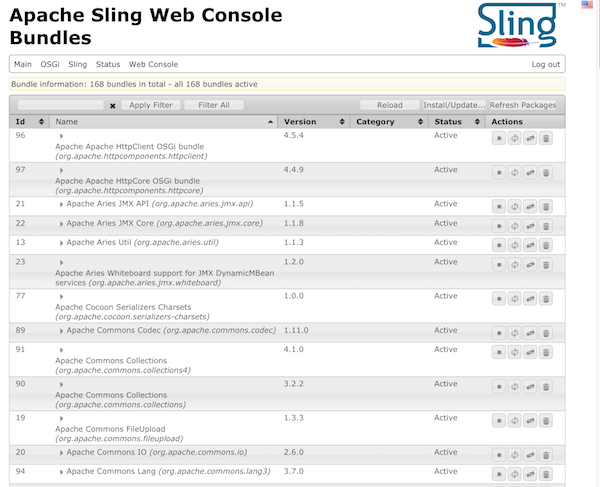 Apache Sling Web Console
Bundles
Sling
TM
Main OSGi Sling Status Web Console Log out
Bundle information: 168 bundles in total - all 168 bundles active
Apply Filter Filter All Reload Install/Update... Refresh Packages
Id Name Version Category Status Actions
96 4.5.4 Active
Apache Apache HttpClient OSGi bundle
(org.apache.httpcomponents.httpclient)
97 4.4.9 Active
Apache Apache HttpCore OSGi bundle
(org.apache.httpcomponents.httpcore)
21 Apache Aries JMX API (org.apache.aries.jmx.api) 1.1.5 Active
22 Apache Aries JMX Core (org.apache.aries.jmx.core) 1.1.8 Active
13 Apache Aries Util (org.apache.aries.util) 1.1.3 Active
23 1.2.0 Active
Apache Aries Whiteboard support for JMX DynamicMBean
services (org.apache.aries.jmx.whiteboard)
77 1.0.0 Active
Apache Cocoon Serializers Charsets
(org.apache.cocoon.serializers-charsets)
89 Apache Commons Codec (org.apache.commons.codec) 1.11.0 Active
91 4.1.0 Active
Apache Commons Collections
(org.apache.commons.collections4)
90 3.2.2 Active
Apache Commons Collections
(org.apache.commons.collections)
19 1.3.3 Active
Apache Commons FileUpload
(org.apache.commons.fileupload)
20 Apache Commons IO (org.apache.commons.io) 2.6.0 Active
94 Apache Commons Lang (org.apache.commons.lang3) 3.7.0 Active